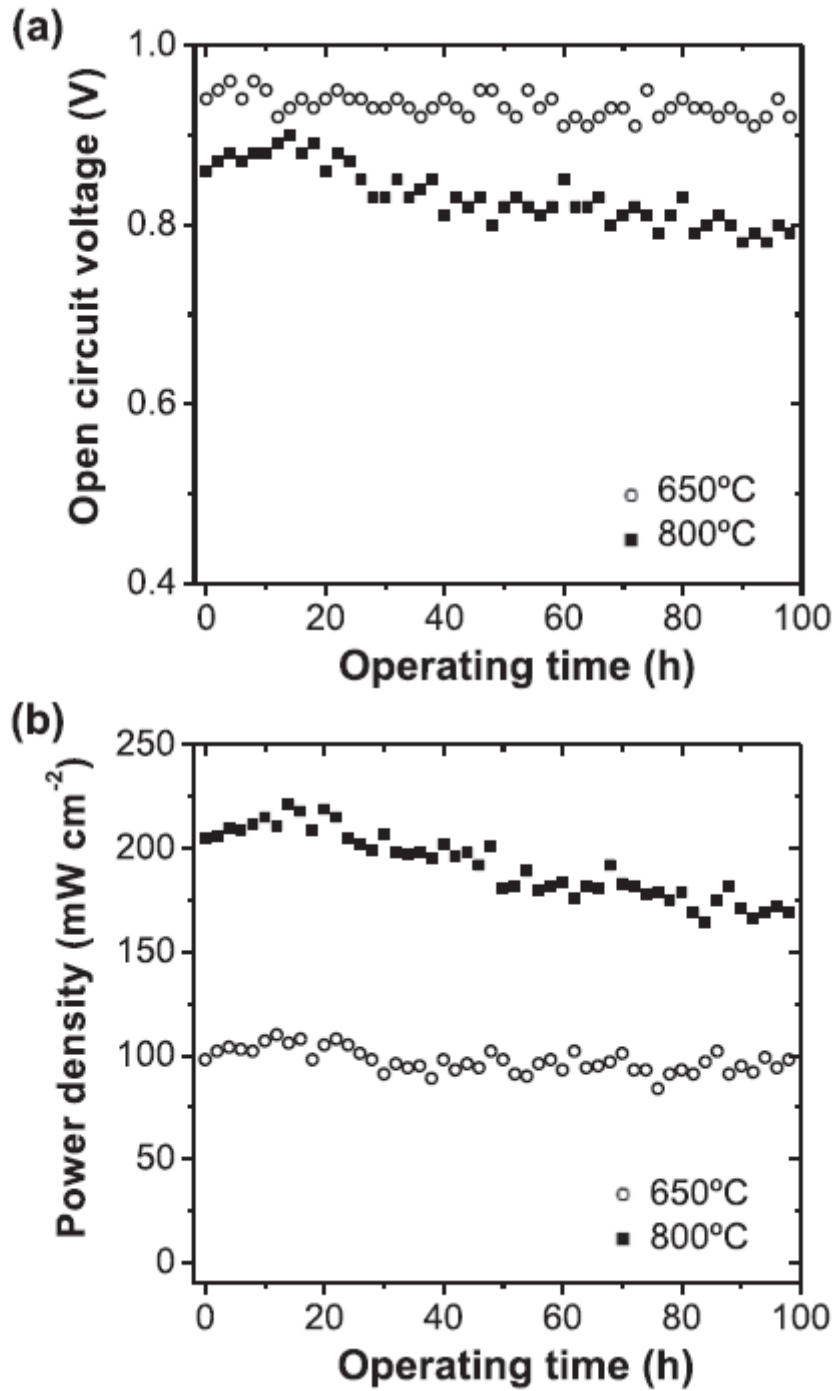 (a)
Open circuit voltage (V)
1.0
0.8
0.6
0.4
650ºC
800ºC
0 20 40 60 80 100
Operating time (h)
(b)
Power density (mW cm-2)
250
200
150
100
50
0
650ºC
800ºC
0 20 40 60 80 100
Operating time (h)